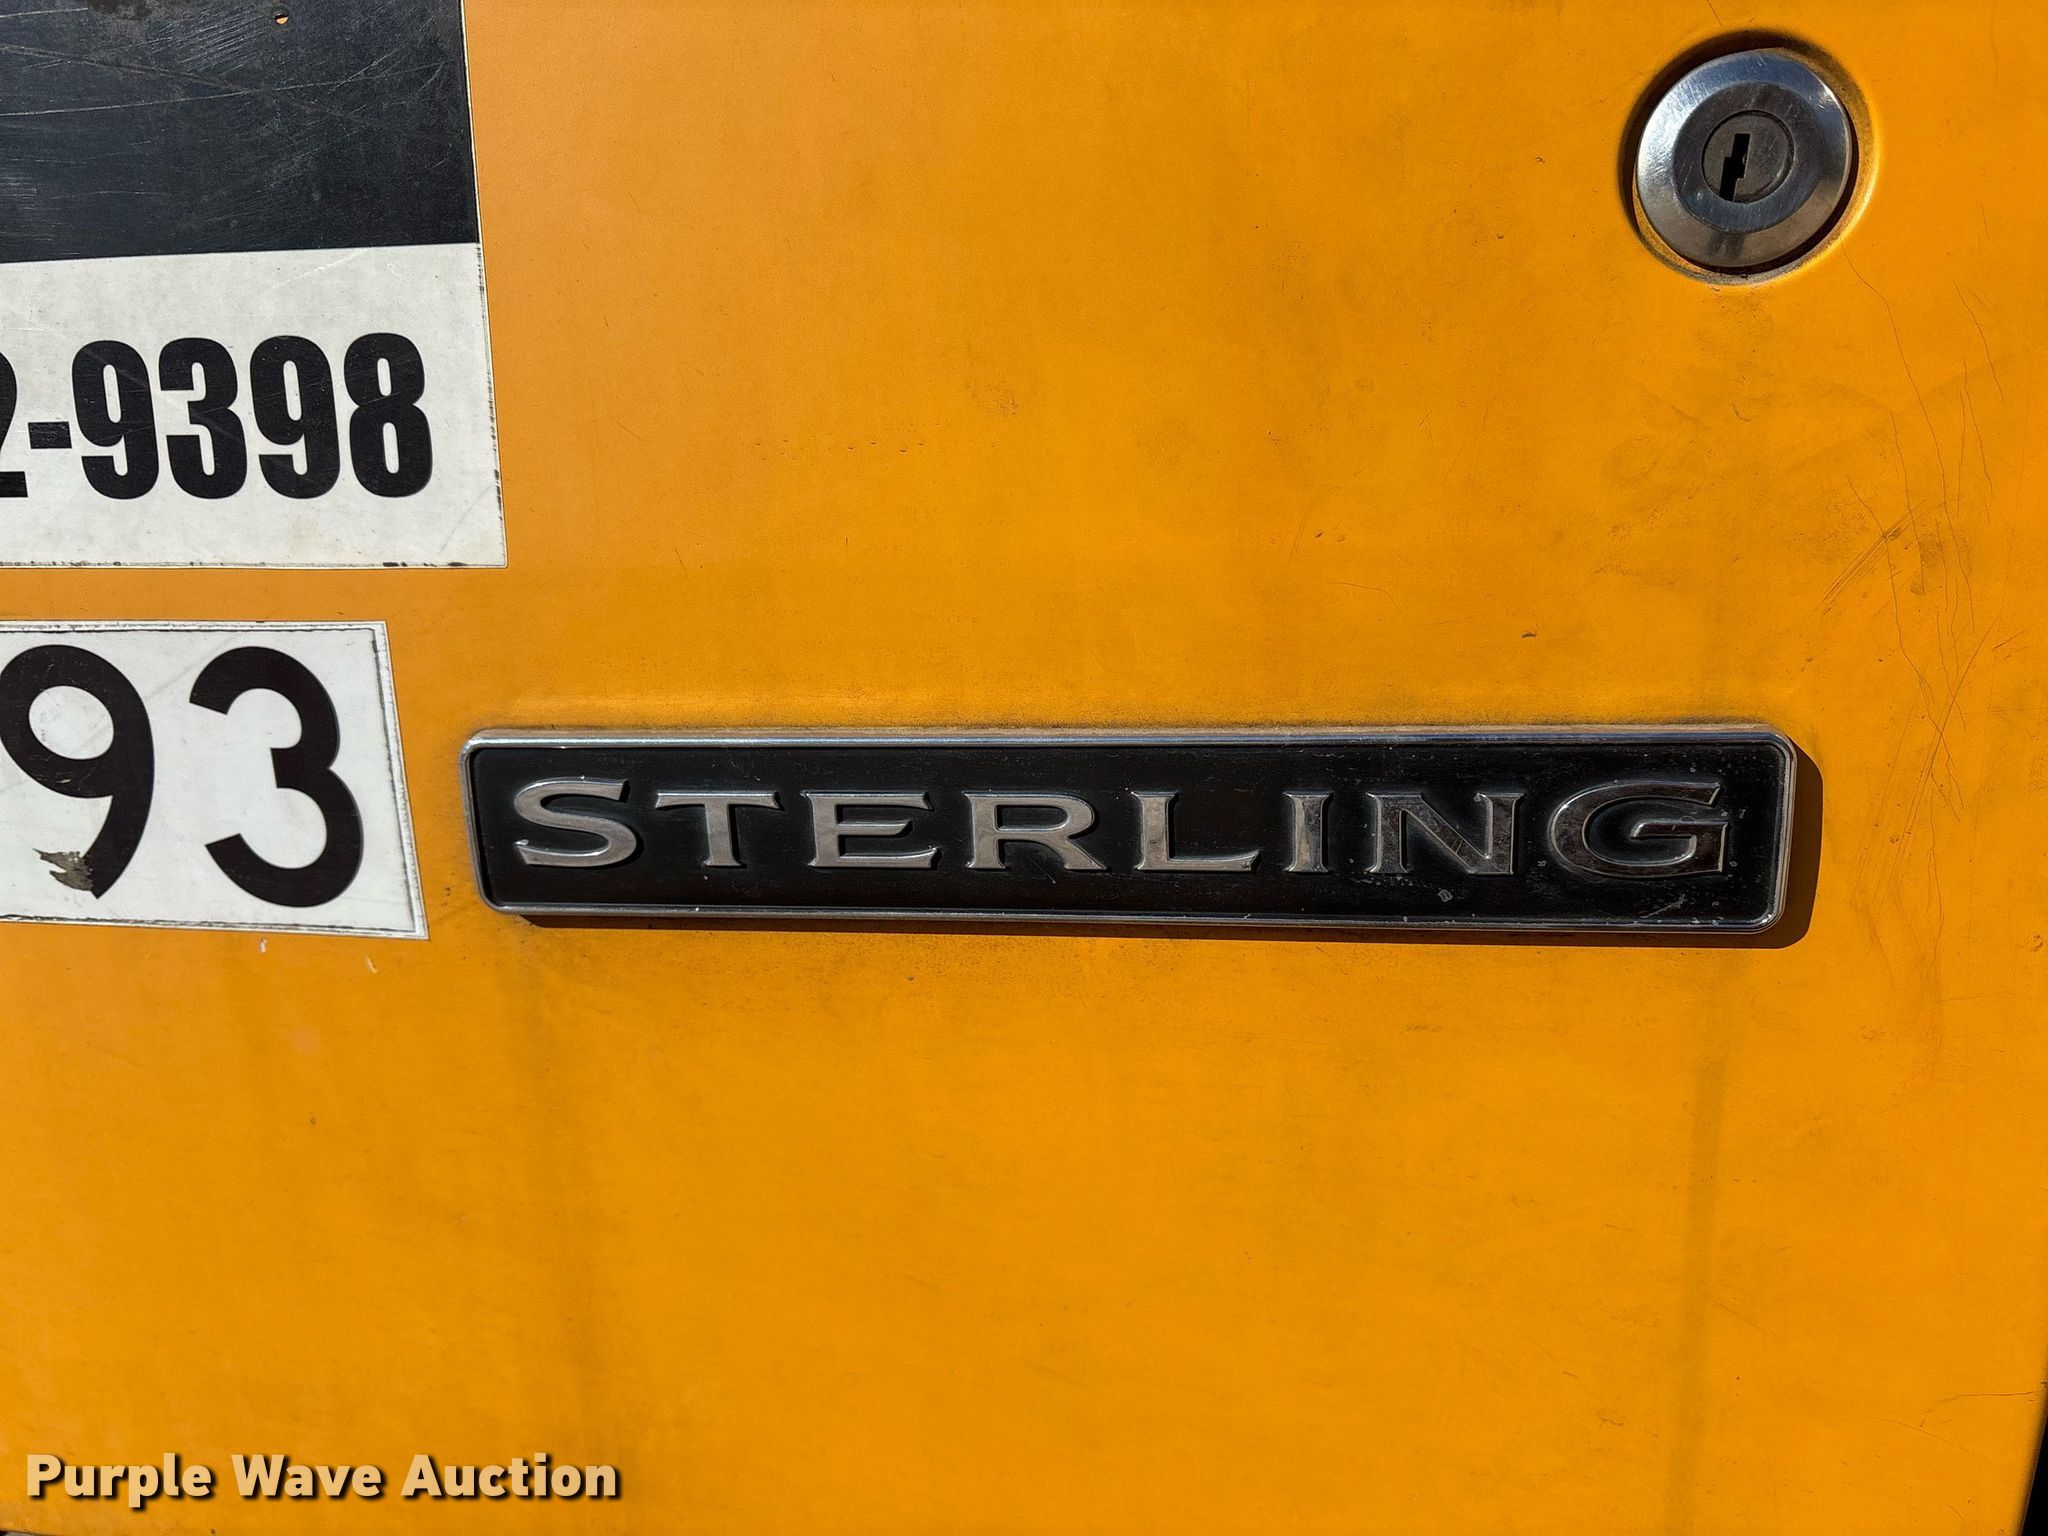 2-9398
93
STERLING
Purple Wave Auction